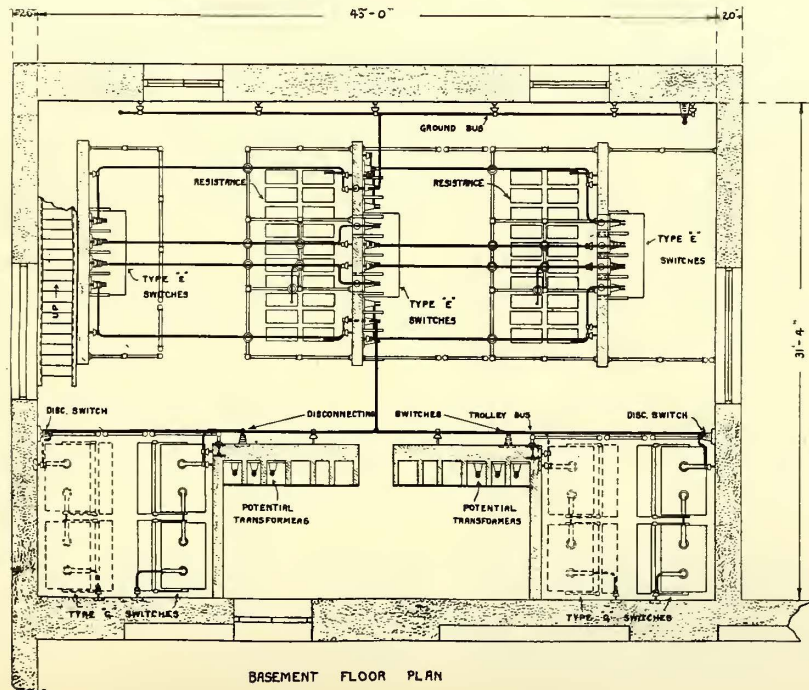 20"
45'-0"
20"
GROUND BUS
RESISTANCE
RESISTANCE
TYPE "E"
SWITCHES
TYPE "E"
SWITCHES
TYPE "E"
SWITCHES
UP
31'-4"
DISC. SWITCH
DISCONNECTING SWITCHES
TROLLEY BUS
DISC. SWITCH
POTENTIAL
TRANSFORMERS
POTENTIAL
TRANSFORMERS
TYPE "G" SWITCHES
TYPE "G" SWITCHES
BASEMENT FLOOR PLAN